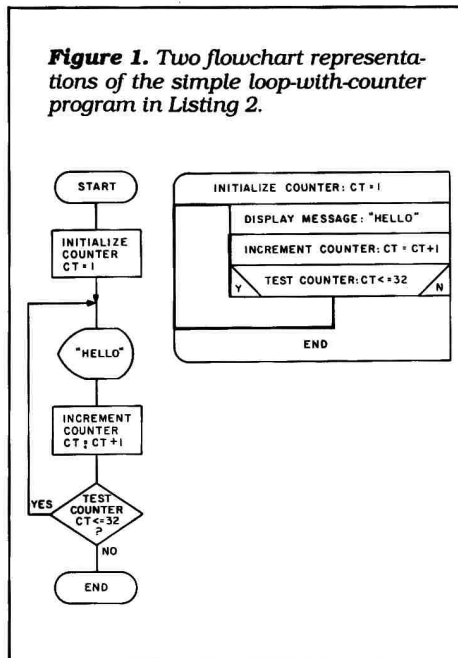 Figure 1. Two flowchart representa-
tions of the simple loop-with-counter
program in Listing 2.
START
INITIALIZE
COUNTER
CT = 1
"HELLO"
INCREMENT
COUNTER
CT = CT+1
YES
TEST
COUNTER
CT<=32
?
NO
END
INITIALIZE COUNTER: CT = 1
DISPLAY MESSAGE: "HELLO"
INCREMENT COUNTER: CT = CT+1
Y TEST COUNTER: CT<=32 N
END